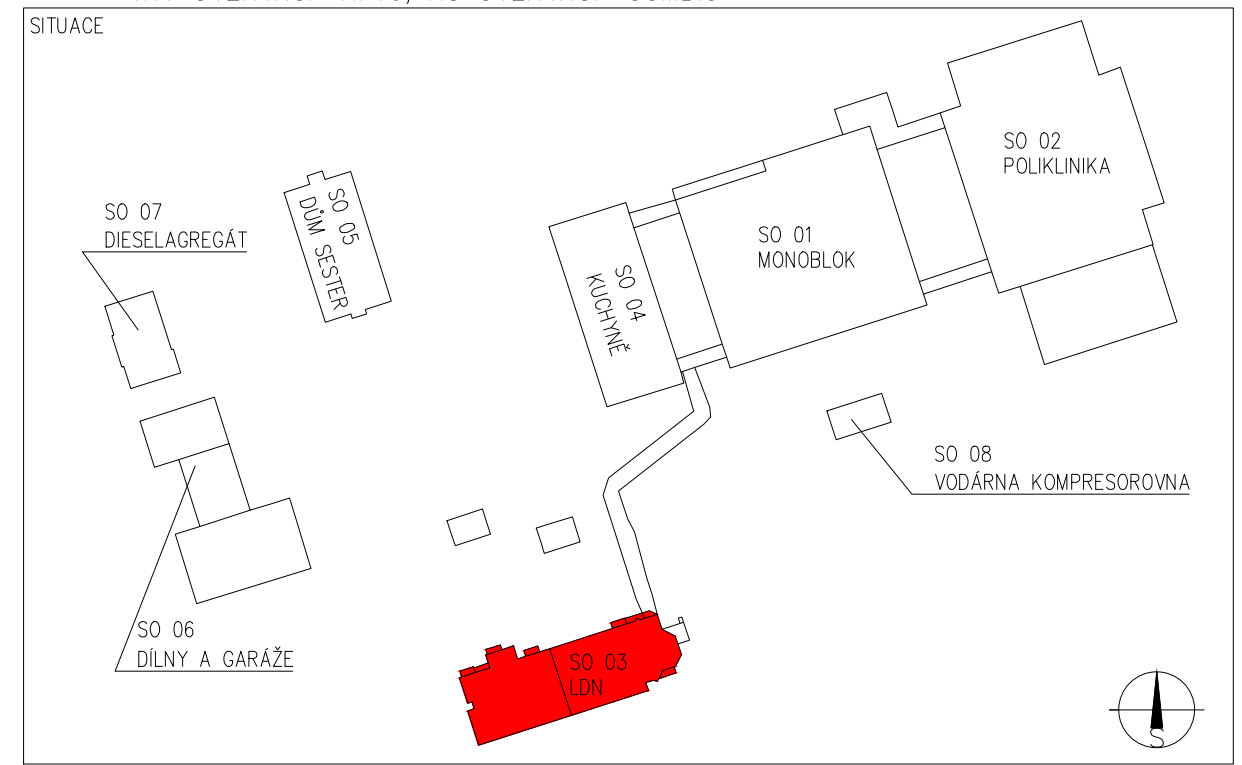 SITUACE
SO 02
POLIKLINIKA
SO 07
DIESELAGREGÁT
SO 05
DŮM SESTER
SO 01
MONOBLOK
SO 04
KUCHYNĚ
SO 08
VODÁRNA KOMPRESOROVNA
SO 06
DÍLNY A GARÁŽE
SO 03
LDN
S